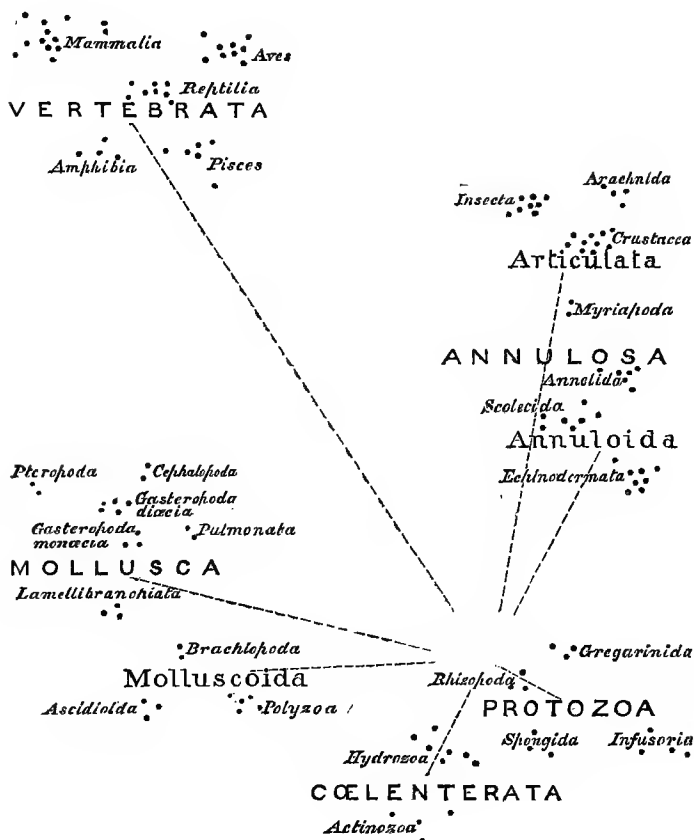 Mammalia
Aves
Reptilia
VERTEBRATA
Amphibia
Pisces
Insecta
Arachnida
Crustacea
Articulata
Myriapoda
ANNULOSA
Annelida
Scolecida
Annuloida
Echinodermata
Pteropoda
Cephalopoda
Gasteropoda
diœcia
Gasteropoda
monœcia
Pulmonata
MOLLUSCA
Lamellibranchiata
Brachiopoda
Molluscoida
Ascidioida
Polyzoa
Gregarinida
Rhizopoda
PROTOZOA
Spongida
Infusoria
Hydrozoa
CŒLENTERATA
Actinozoa